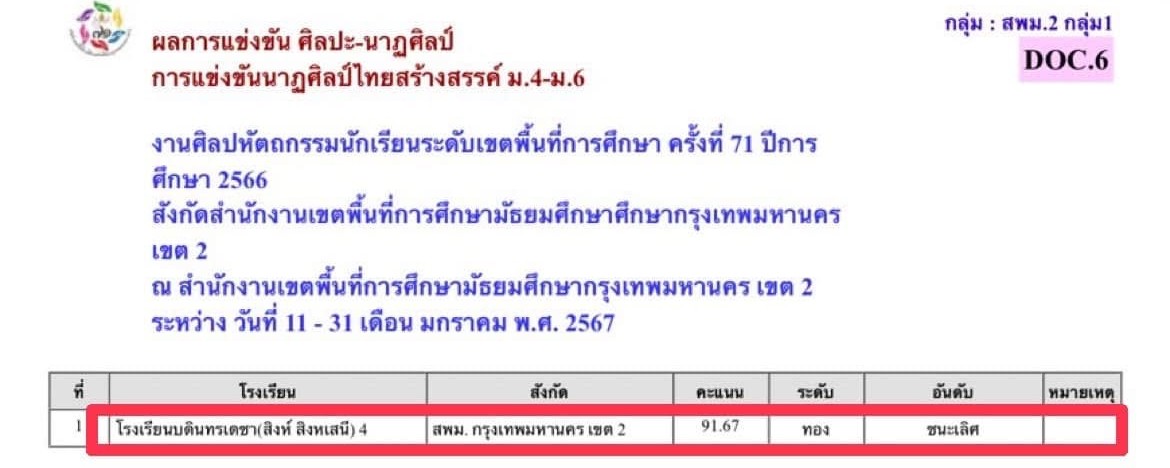 กลุ่ม : สพม.2 กลุ่ม1
DOC.6
ผลการแข่งขัน ศิลปะ-นาฏศิลป์
การแข่งขันนาฏศิลป์ไทยสร้างสรรค์ ม.4-ม.6
งานศิลปหัตถกรรมนักเรียนระดับเขตพื้นที่การศึกษา ครั้งที่ 71 ปีการ
ศึกษา 2566
สังกัดสำนักงานเขตพื้นที่การศึกษามัธยมศึกษาศึกษากรุงเทพมหานคร
เขต 2
ณ สำนักงานเขตพื้นที่การศึกษามัธยมศึกษากรุงเทพมหานคร เขต 2
ระหว่าง วันที่ 11 - 31 เดือน มกราคม พ.ศ. 2567
ที่ โรงเรียน สังกัด คะแนน ระดับ อันดับ หมายเหตุ
1 โรงเรียนบดินทรเดชา(สิงห์ สิงหเสนี) 4 สพม. กรุงเทพมหานคร เขต 2 91.67 ทอง ชนะเลิศ